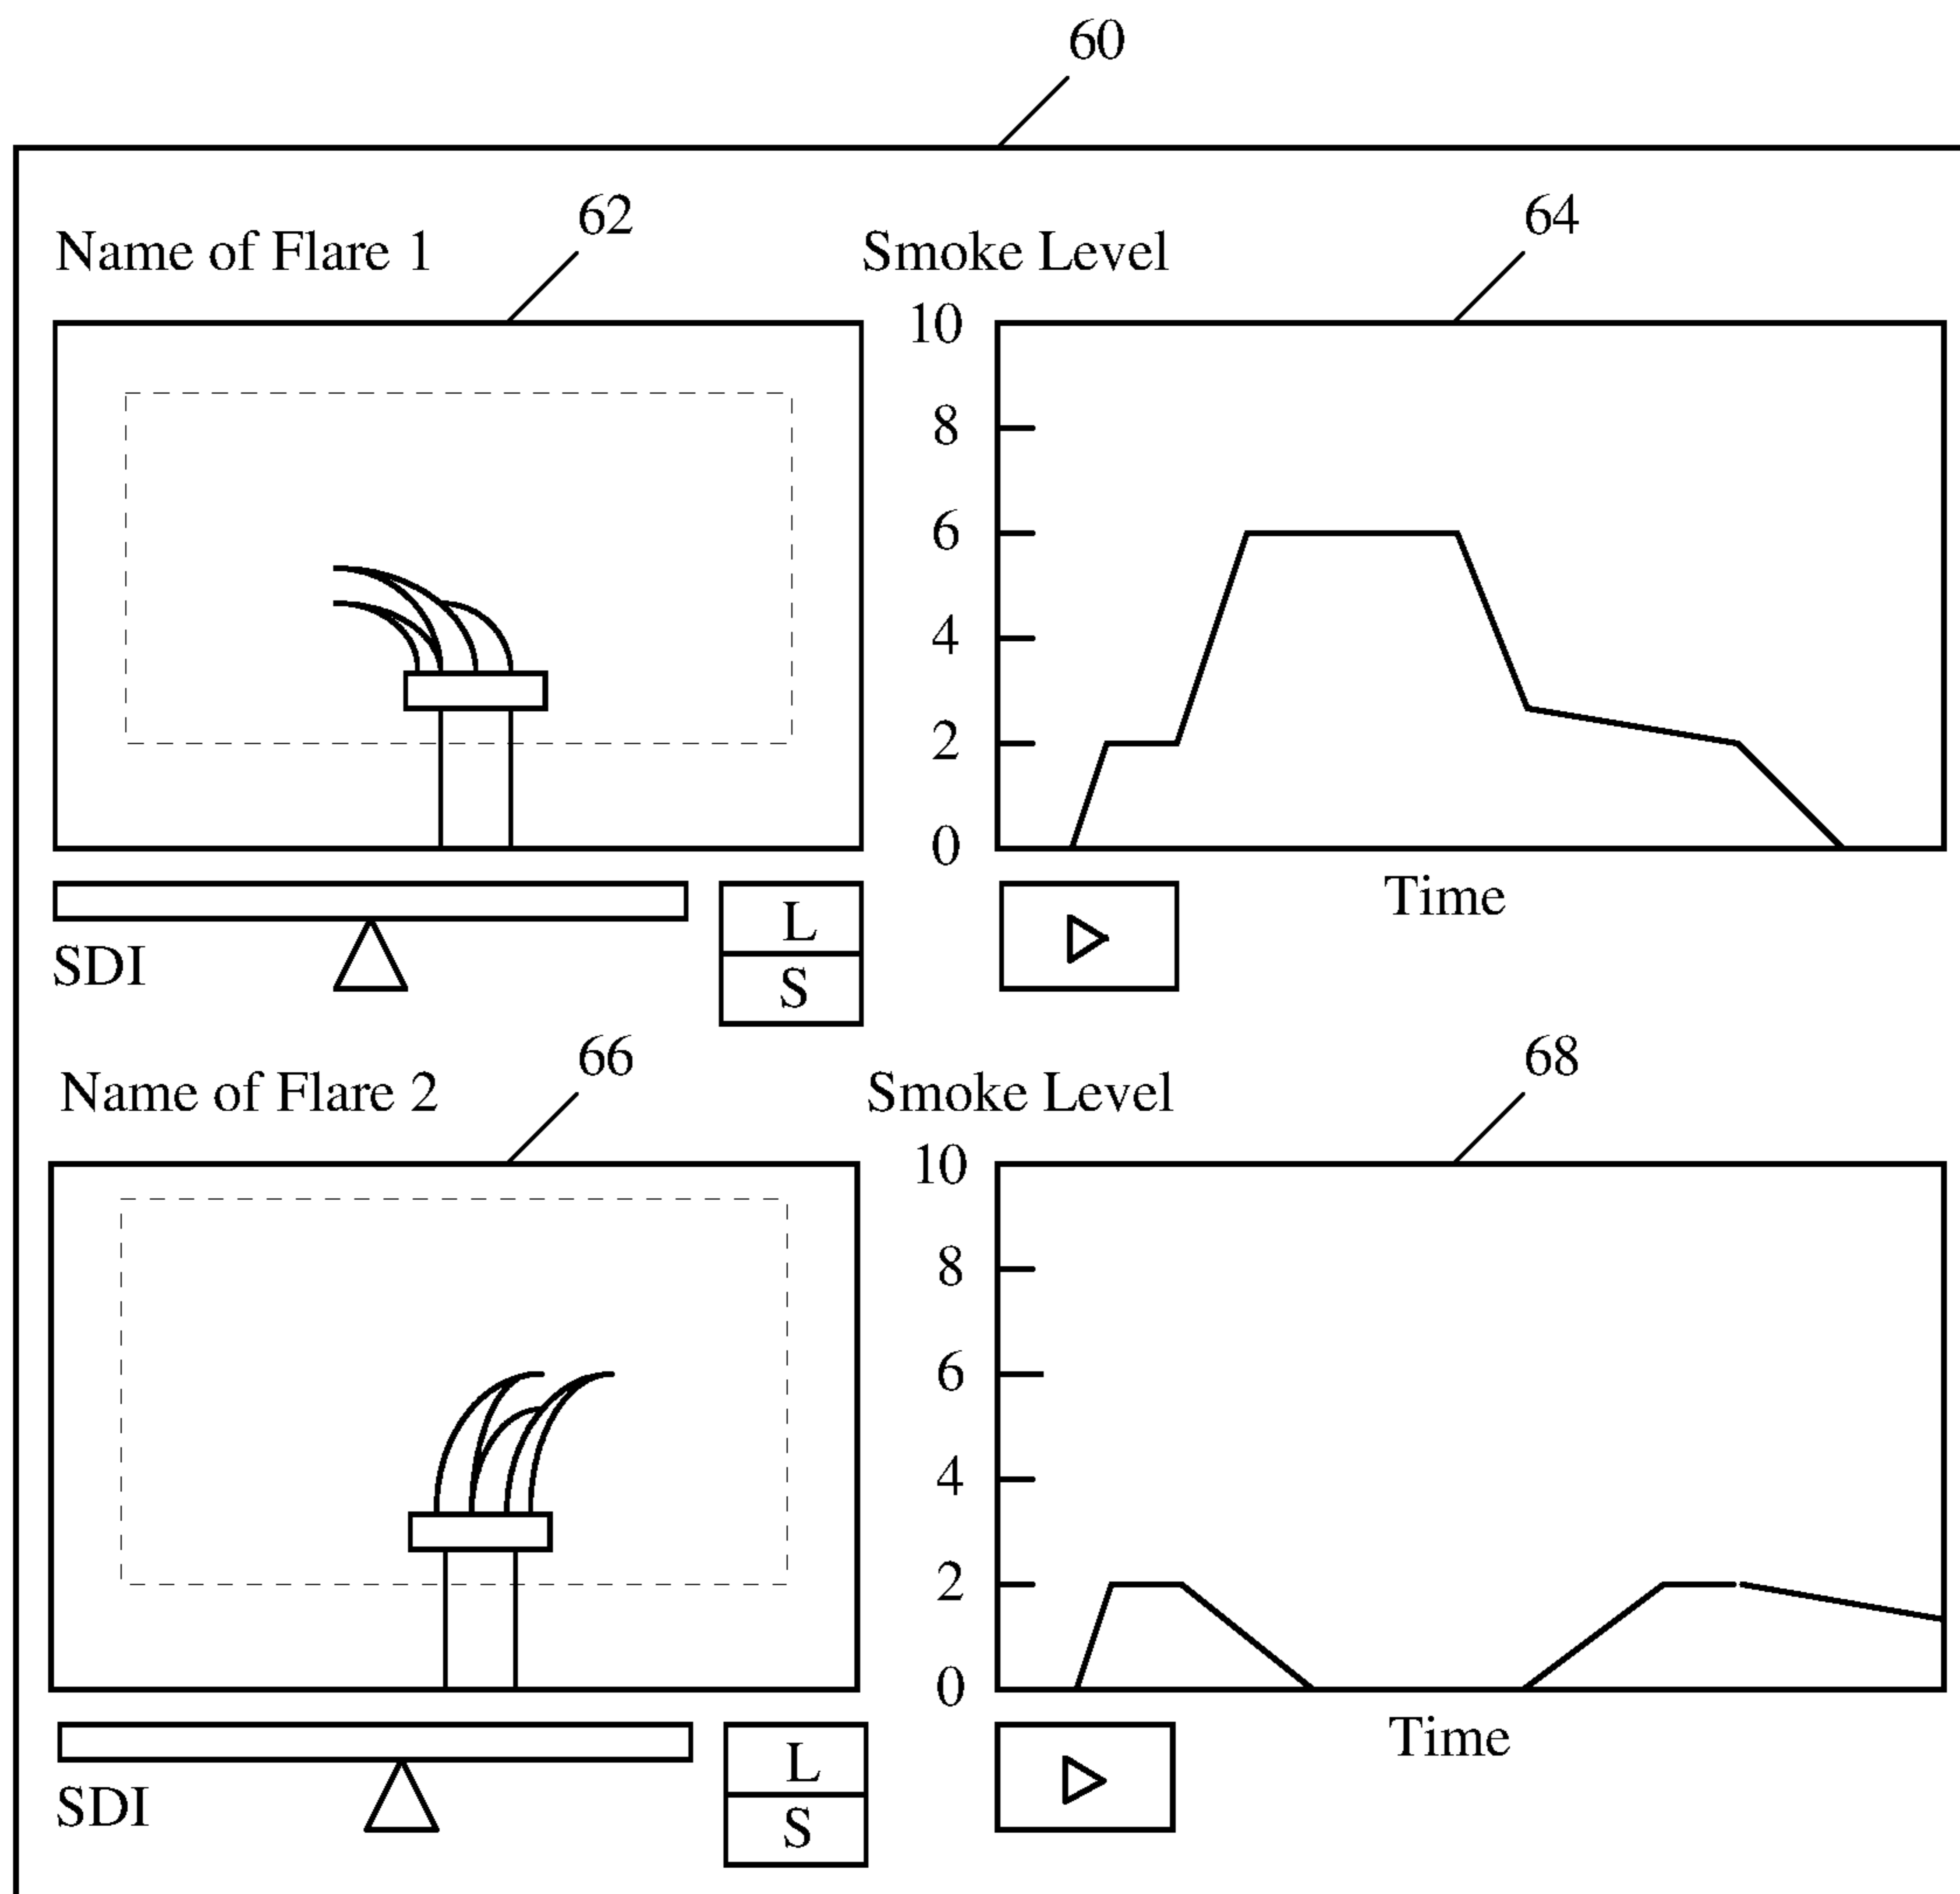 60
62
64
Name of Flare 1
Smoke Level
10
8
6
4
2
0
Time
SDI
L
S
66
68
Name of Flare 2
Smoke Level
10
8
6
4
2
0
Time
SDI
L
S